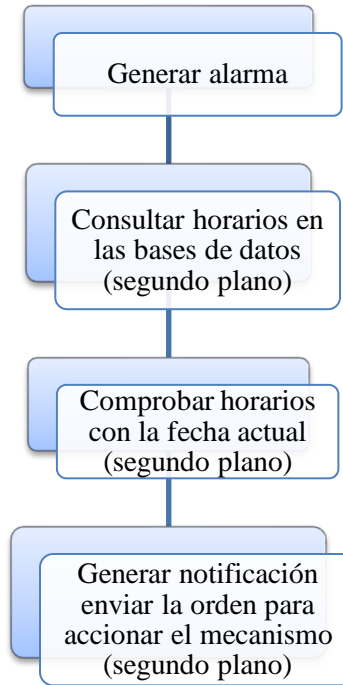 Generar alarma
Consultar horarios en
las bases de datos
(segundo plano)
Comprobar horarios
con la fecha actual
(segundo plano)
Generar notificación
enviar la orden para
accionar el mecanismo
(segundo plano)